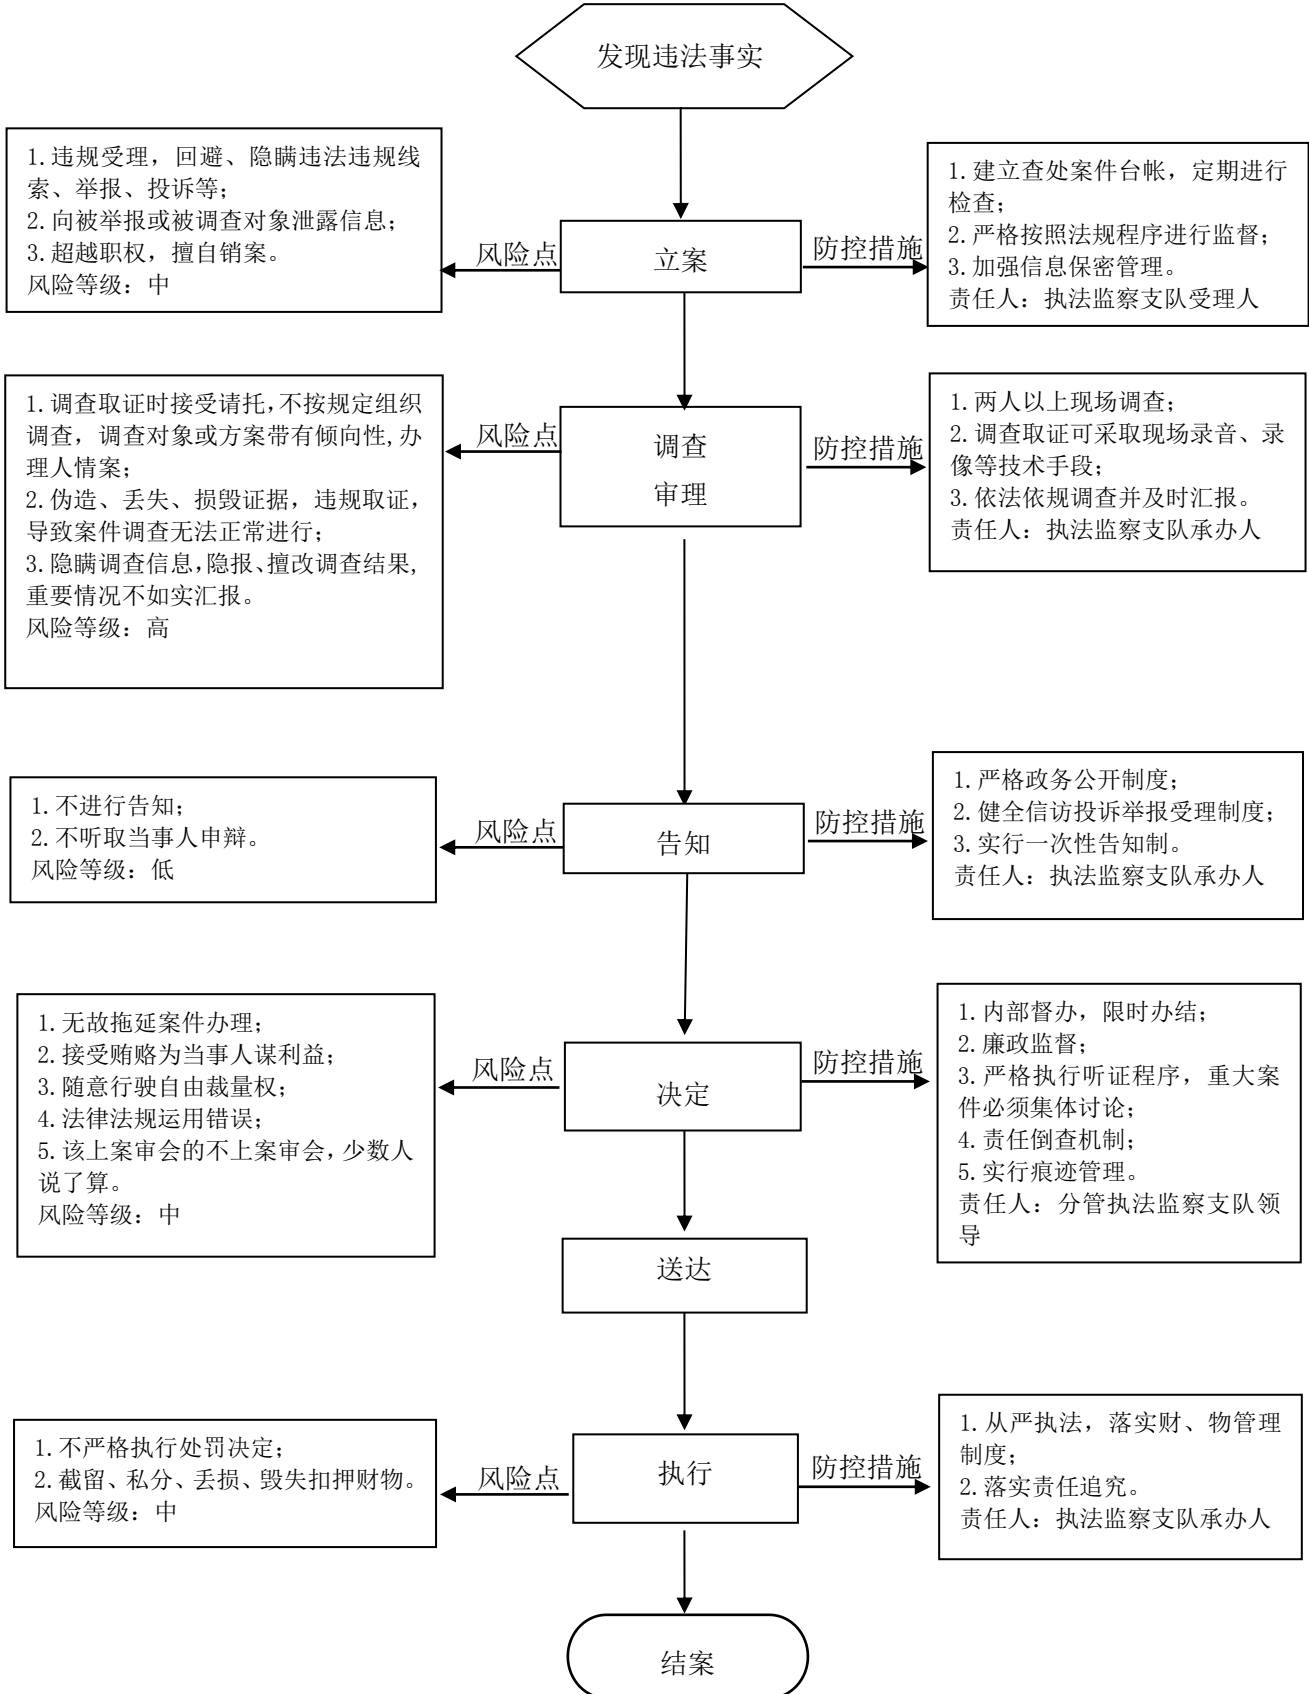 发现违法事实
1.违规受理，回避、隐瞒违法违规线
索、举报、投诉等；
2.向被举报或被调查对象泄露信息；
3.超越职权，擅自销案。
风险等级：中
风险点
立案
防控措施
1.建立查处案件台帐，定期进行
检查；
2.严格按照法规程序进行监督；
3.加强信息保密管理。
责任人：执法监察支队受理人
1.调查取证时接受请托,不按规定组织
调查，调查对象或方案带有倾向性,办
理人情案；
2.伪造、丢失、损毁证据，违规取证，
导致案件调查无法正常进行；
3.隐瞒调查信息,隐报、擅改调查结果,
重要情况不如实汇报。
风险等级：高
风险点
调查
审理
防控措施
1.两人以上现场调查；
2.调查取证可采取现场录音、录
像等技术手段；
3.依法依规调查并及时汇报。
责任人：执法监察支队承办人
1.不进行告知；
2.不听取当事人申辩。
风险等级：低
风险点
告知
防控措施
1.严格政务公开制度；
2.健全信访投诉举报受理制度；
3.实行一次性告知制。
责任人：执法监察支队承办人
1.无故拖延案件办理；
2.接受贿赂为当事人谋利益；
3.随意行驶自由裁量权；
4.法律法规运用错误；
5.该上案审会的不上案审会,少数人
说了算。
风险等级：中
风险点
决定
防控措施
1.内部督办，限时办结；
2.廉政监督；
3.严格执行听证程序，重大案
件必须集体讨论；
4.责任倒查机制；
5.实行痕迹管理。
责任人：分管执法监察支队领
导
送达
1.不严格执行处罚决定；
2.截留、私分、丢损、毁失扣押财物。
风险等级：中
风险点
执行
防控措施
1.从严执法，落实财、物管理
制度；
2.落实责任追究。
责任人：执法监察支队承办人
结案